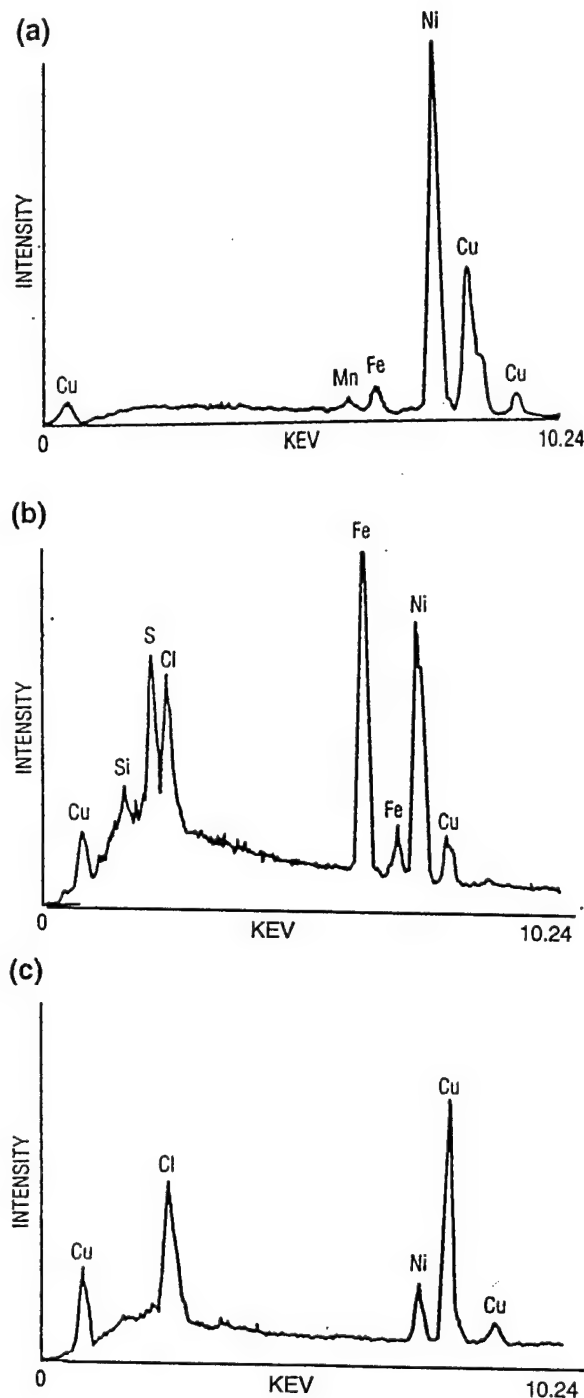 (a)
Ni
INTENSITY
Cu
Cu
Mn
Fe
Cu
0
KEV
10.24
(b)
Fe
Ni
S
Cl
INTENSITY
Si
Cu
Fe
Cu
0
KEV
10.24
(c)
Cu
Cl
INTENSITY
Cu
Ni
Cu
0
KEV
10.24